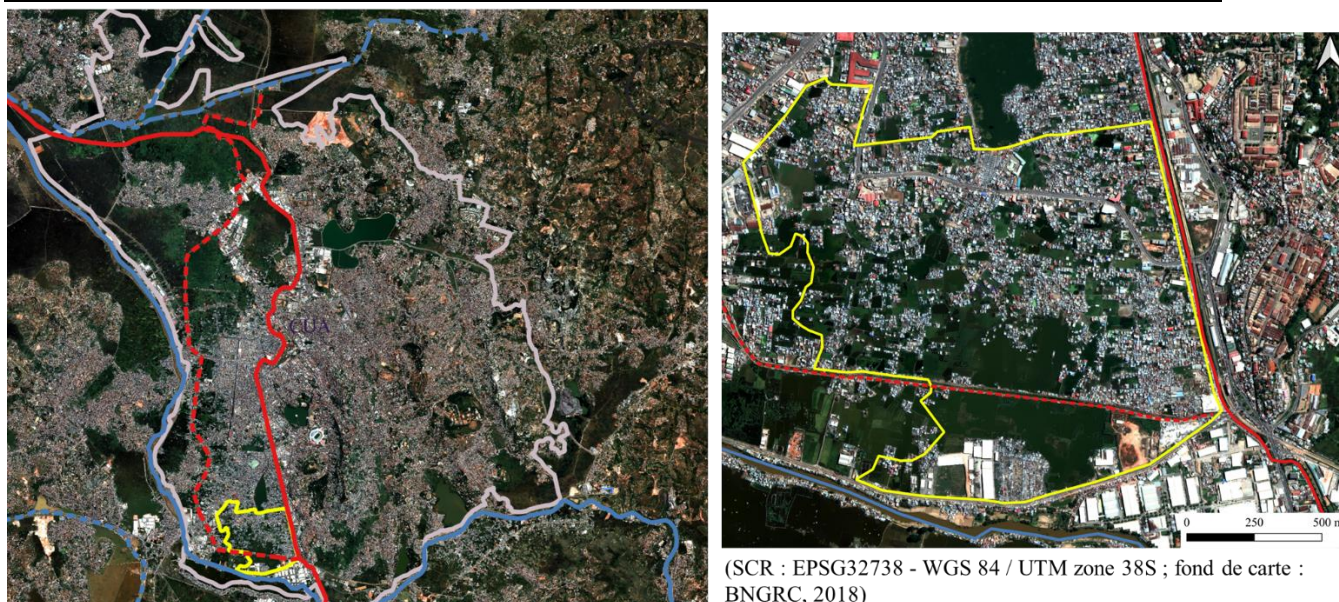 CUA
0 250 500 m
(SCR : EPSG32738 - WGS 84 / UTM zone 38S ; fond de carte :
BNGRC, 2018)